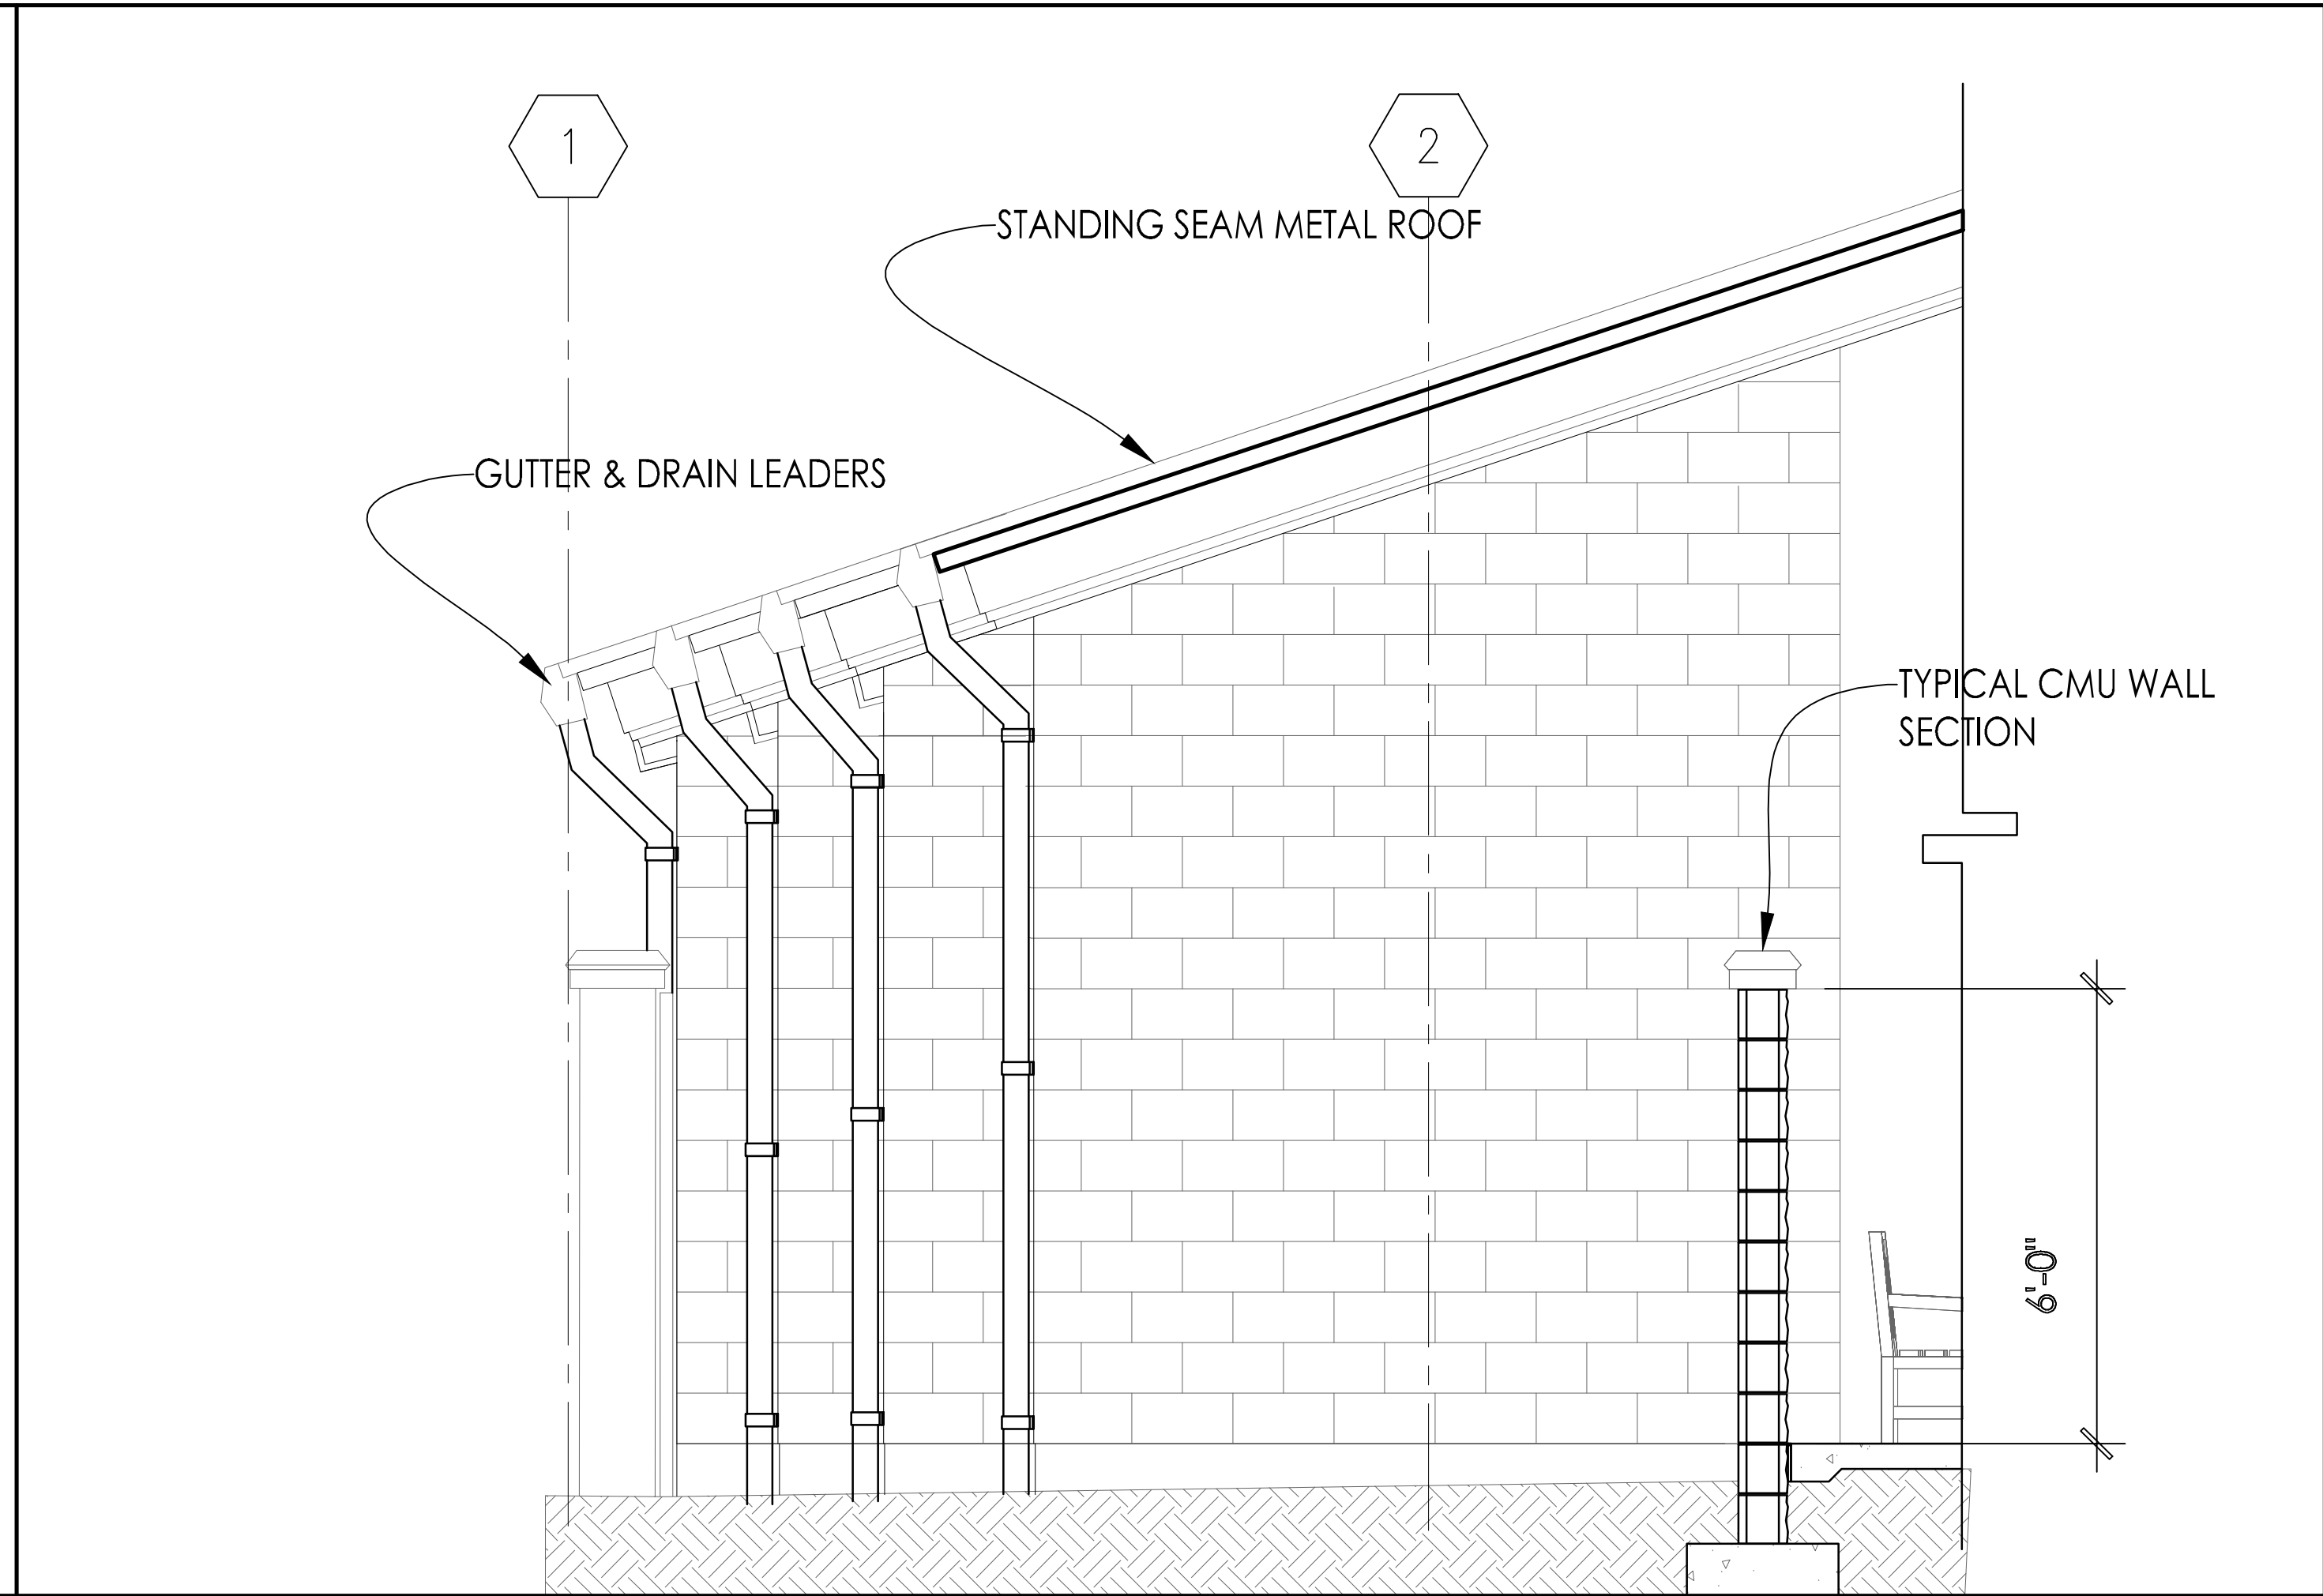 1
2
STANDING SEAM METAL ROOF
GUTTER & DRAIN LEADERS
TYPICAL CMU WALL
SECTION
6'-0"